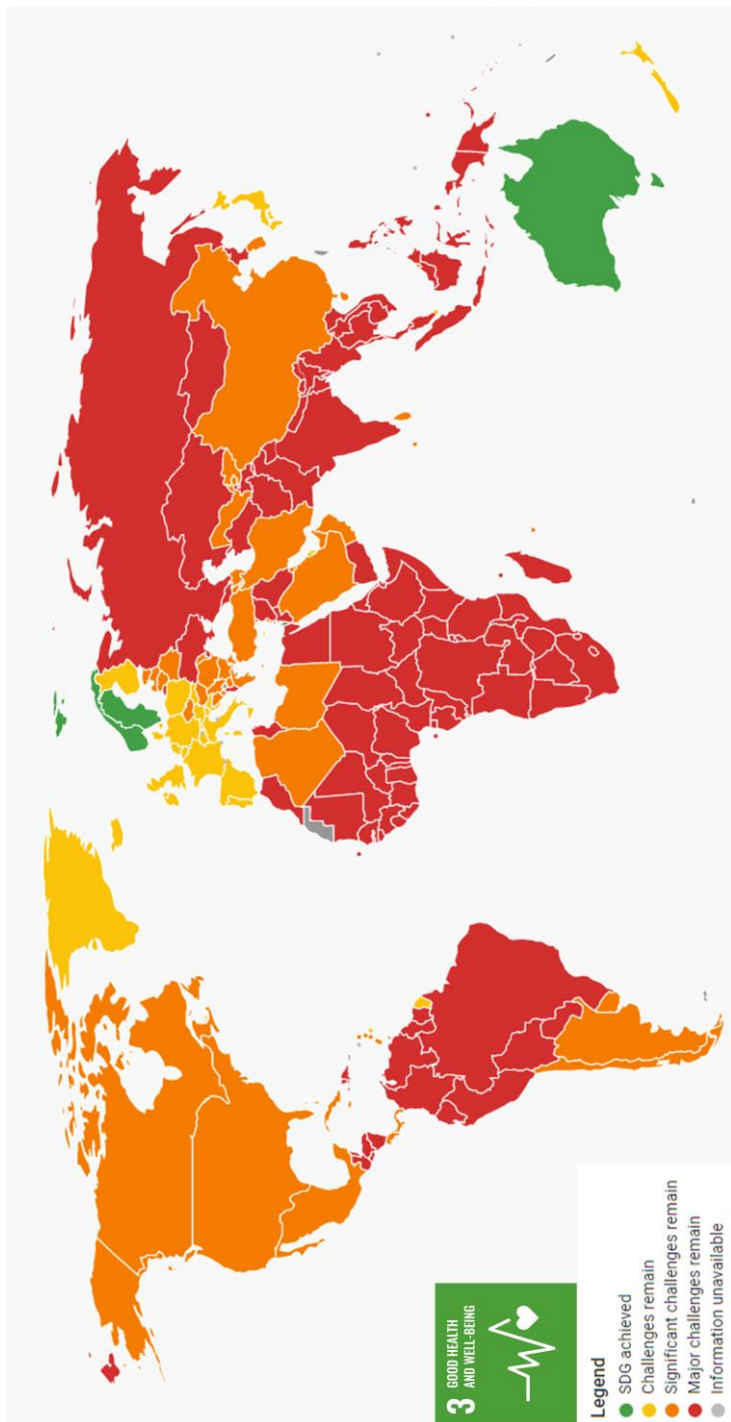 3 GOOD HEALTH
AND WELL-BEING
Legend
SDG achieved
Challenges remain
Significant challenges remain
Major challenges remain
Information unavailable